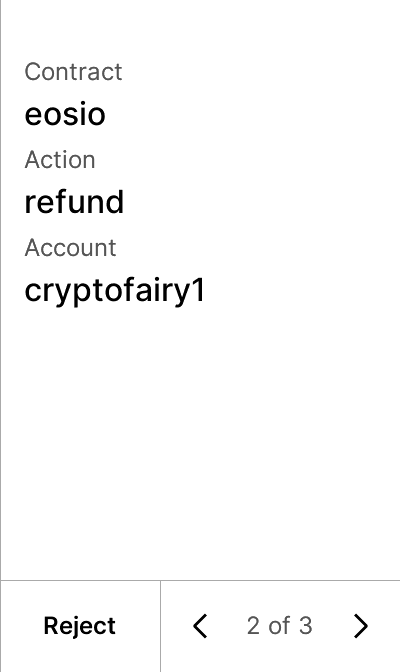 Contract
eosio
Action
refund
Account
cryptofairy1
Reject
2 of 3